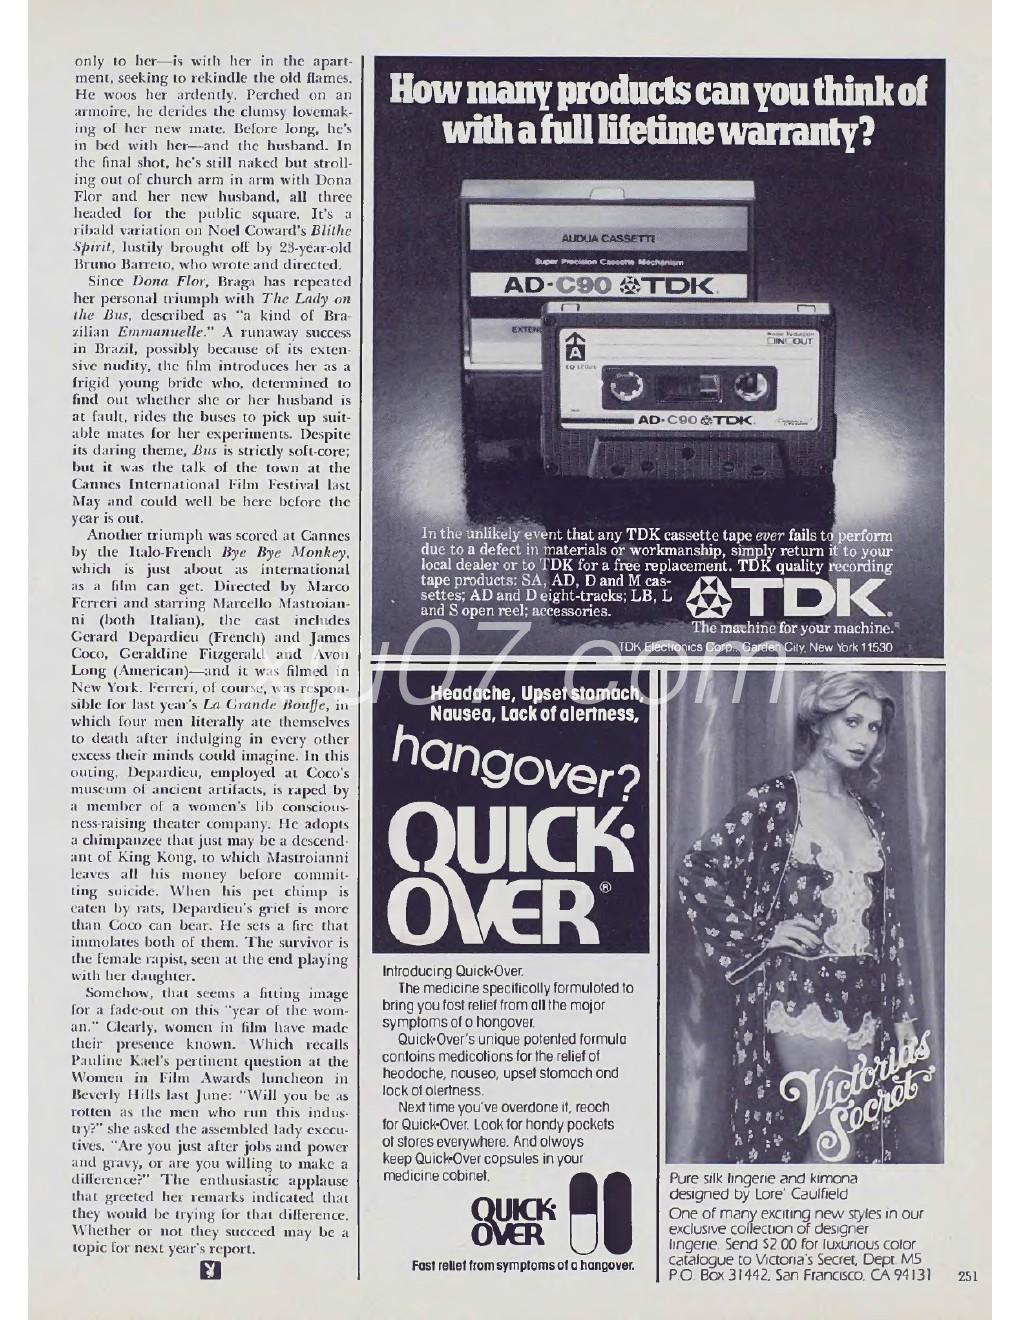 only to her—is with her in the apart-
ment, seeking to rekindle the old flames.
He woos her ardently. Perched on an
armoire, he derides the clumsy lovemak-
ing of her new mate. Before long, he's
in bed with her—and the husband. In
the final shot, he's still naked but stroll-
ing out of church arm in arm with Dona
Flor and her new husband, all three
headed for the public square. It's a
ribald variation on Noel Coward's Blithe
Spirit, lustily brought off by 23-year-old
Bruno Barreto, who wrote and directed.
Since Dona Flor, Braga has repeated
her personal triumph with The Lady on
the Bus, described as "a kind of Bra-
zilian Emmanuelle." A runaway success
in Brazil, possibly because of its exten-
sive nudity, the film introduces her as a
frigid young bride who, determined to
find out whether she or her husband is
at fault, rides the buses to pick up suit-
able mates for her experiments. Despite
its daring theme, Bus is strictly soft-core;
but it was the talk of the town at the
Cannes International Film Festival last
May and could well be here before the
year is out.
Another triumph was scored at Cannes
by the Italo-French Bye Bye Monkey,
which is just about as international
as a film can get. Directed by Marco
Ferreri and starring Marcello Mastroian-
ni (both Italian), the cast includes
Gerard Depardieu (French) and James
Coco, Geraldine Fitzgerald and Avon
Long (American)—and it was filmed in
New York. Ferreri, of course, was respon-
sible for last year's La Grande Bouffe, in
which four men literally ate themselves
to death after indulging in every other
excess their minds could imagine. In this
outing, Depardieu, employed at Coco's
museum of ancient artifacts, is raped by
a member of a women's lib conscious-
ness-raising theater company. He adopts
a chimpanzee that just may be a descend-
ant of King Kong, to which Mastroianni
leaves all his money before commit-
ting suicide. When his pet chimp is
eaten by rats, Depardieu's grief is more
than Coco can bear. He sets a fire that
immolates both of them. The survivor is
the female rapist, seen at the end playing
with her daughter.
Somehow, that seems a fitting image
for a fade-out on this "year of the wom-
an." Clearly, women in film have made
their presence known. Which recalls
Pauline Kael's pertinent question at the
Women in Film Awards luncheon in
Beverly Hills last June: "Will you be as
rotten as the men who run this indus-
try?" she asked the assembled lady execu-
tives. "Are you just after jobs and power
and gravy, or are you willing to make a
difference?" The enthusiastic applause
that greeted her remarks indicated that
they would be trying for that difference.
Whether or not they succeed may be a
topic for next year's report.
How many products can you think of
with a full lifetime warranty?
AUDUA CASSETTE
Super Precision Cassette Mechanism
AD-C90 TDK
EXTEN
A
IN OUT
AD-C90 TDK
In the unlikely event that any TDK cassette tape ever fails to perform
due to a defect in materials or workmanship, simply return it to your
local dealer or to TDK for a free replacement. TDK quality recording
tape products: SA, AD, D and M cas-
settes; AD and D eight-tracks; LB, L
and S open reel; accessories.
TDK.
The machine for your machine.®
TDK Electronics Corp., Garden City, New York 11530
xu07.com
Headache, Upset stomach,
Nausea, Lack of alertness,
hangover?
QUICK•
OVER®
Introducing Quick•Over.
The medicine specifically formulated to
bring you fast relief from all the major
symptoms of a hangover.
Quick•Over's unique patented formula
contains medications for the relief of
headache, nausea, upset stomach and
lack of alertness.
Next time you've overdone it, reach
for Quick•Over. Look for handy packets
at stores everywhere. And always
keep Quick•Over capsules in your
medicine cabinet.
QUICK•
OVER
Fast relief from symptoms of a hangover.
Victoria's
Secret
Pure silk lingerie and kimona
designed by Lore' Caulfield
One of many exciting new styles in our
exclusive collection of designer
lingerie. Send $2.00 for luxurious color
catalogue to Victoria's Secret, Dept. M5
P.O. Box 31442, San Francisco, CA 94131
251